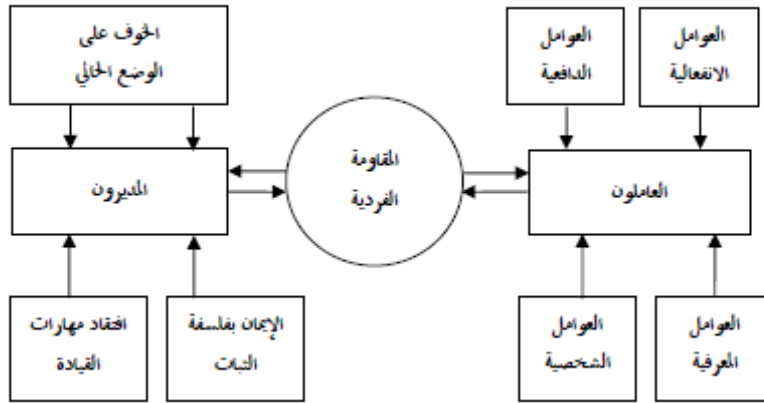 العوامل
الانفعالية
العوامل
الدافعية
الخوف على
الوضع الحالي
العاملون
المقاومة
الفردية
المديرون
العوامل
المعرفية
العوامل
الشخصية
الإيمان بفلسفة
الثبات
افتقاد مهارات
القيادة